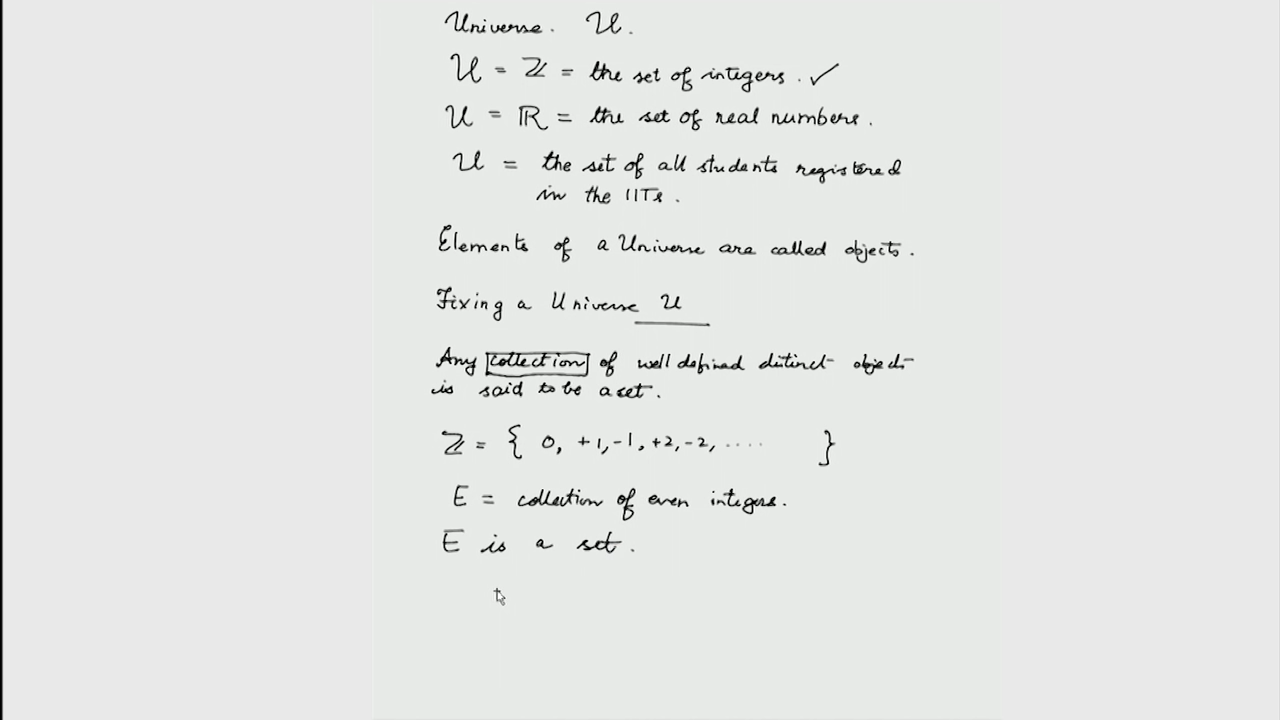 Universe. 𝒰.
𝒰 = ℤ = the set of integers. ✓
𝒰 = ℝ = the set of real numbers.
𝒰 = the set of all students registered
in the IITs.
Elements of a Universe are called objects.
Fixing a Universe 𝒰
Any collection of well defined distinct objects
is said to be a set.
ℤ = { 0, +1, -1, +2, -2, ···· }
E = collection of even integers.
E is a set.